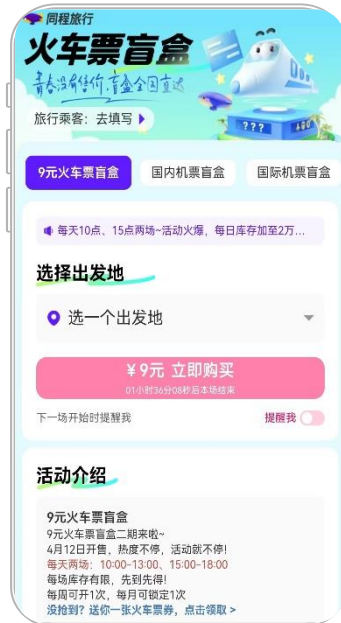 同程旅行
火车票盲盒
青春没有售价,盲盒全国直达
旅行乘客：去填写
???
9元火车票盲盒
国内机票盲盒
国际机票盲盒
每天10点、15点两场~活动火爆，每日库存加至2万...
选择出发地
选一个出发地
¥9元 立即购买
01小时36分08秒后本场结束
下一场开始时提醒我
提醒我
活动介绍
9元火车票盲盒
9元火车票盲盒二期来啦~
4月12日开售，热度不停，活动就不停!
每天两场：10:00-13:00、15:00-18:00
每场库存有限，先到先得!
每周可开1次，每月可锁定1次
没抢到? 送你一张火车票券，点击领取 >